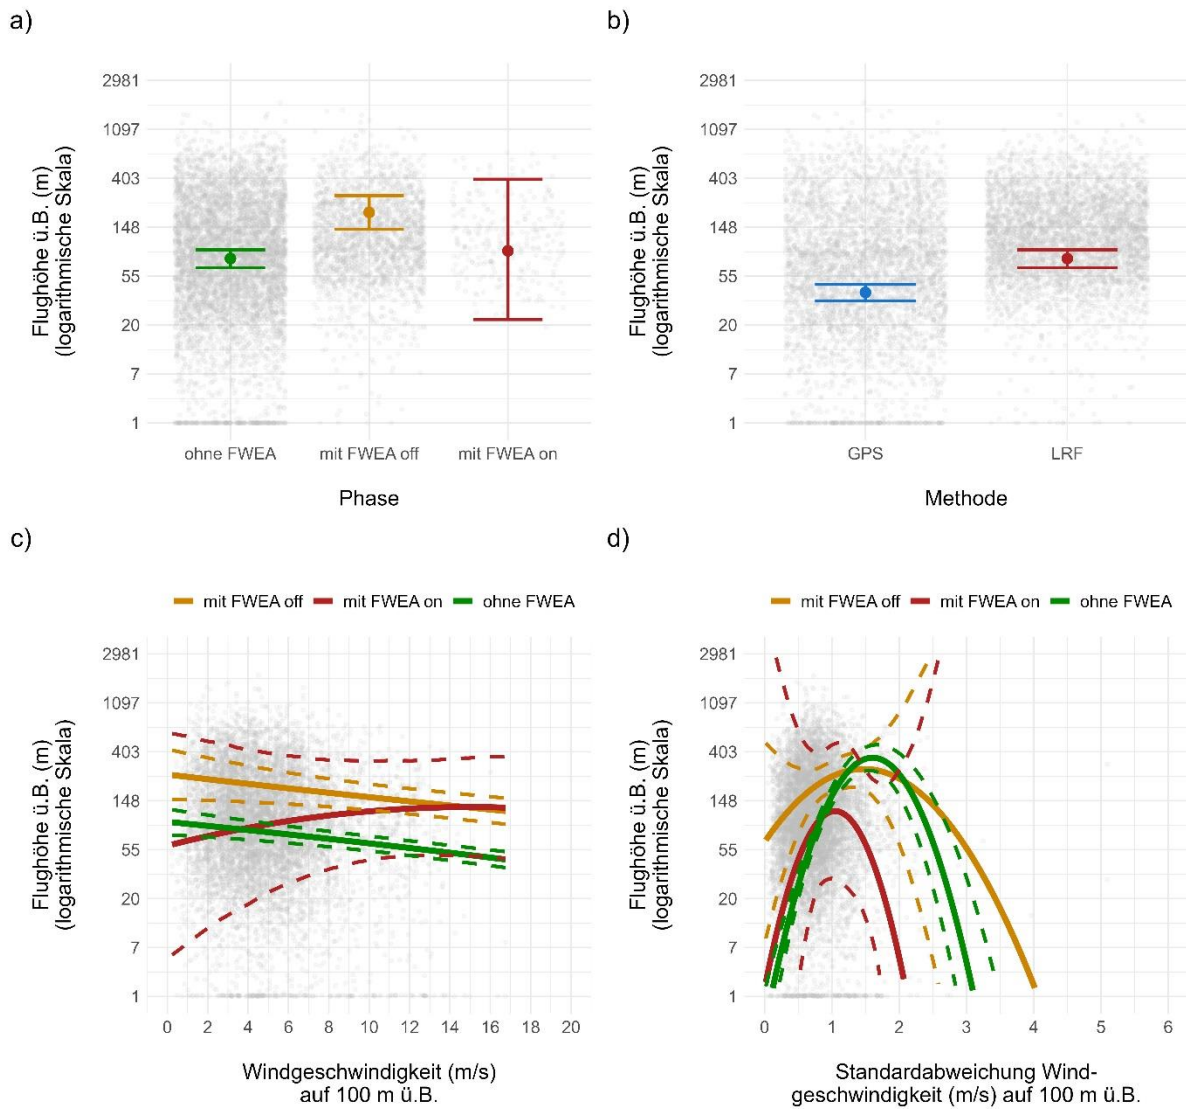 a)
Flughöhe ü.B. (m)
(logarithmische Skala)
2981
1097
403
148
55
20
7
1
ohne FWEA mit FWEA off mit FWEA on
Phase
b)
Flughöhe ü.B. (m)
(logarithmische Skala)
2981
1097
403
148
55
20
7
1
GPS LRF
Methode
c)
mit FWEA off mit FWEA on ohne FWEA
Flughöhe ü.B. (m)
(logarithmische Skala)
2981
1097
403
148
55
20
7
1
0 2 4 6 8 10 12 14 16 18 20
Windgeschwindigkeit (m/s)
auf 100 m ü.B.
d)
mit FWEA off mit FWEA on ohne FWEA
Flughöhe ü.B. (m)
(logarithmische Skala)
2981
1097
403
148
55
20
7
1
0 1 2 3 4 5 6
Standardabweichung Wind-
geschwindigkeit (m/s) auf 100 m ü.B.